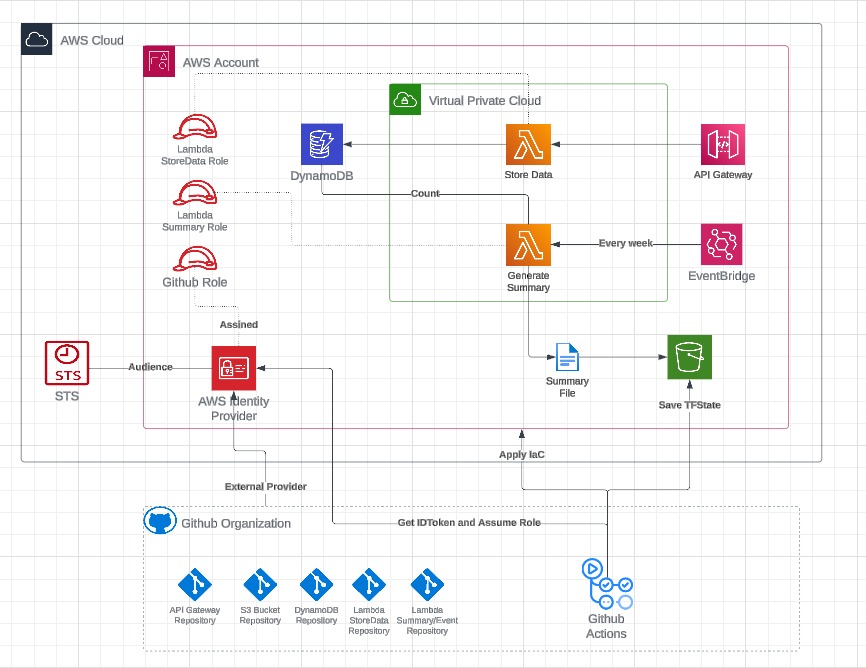 AWS Cloud
AWS Account
Virtual Private Cloud
Lambda
StoreData Role
DynamoDB
Store Data
API Gateway
Lambda
Summary Role
Count
Github Role
Generate
Summary
Every week
EventBridge
Assined
STS
STS
Audience
AWS Identity
Provider
Summary
File
Save TFState
Apply IaC
External Provider
Github Organization
Get IDToken and Assume Role
API Gateway
Repository
S3 Bucket
Repository
DynamoDB
Repository
Lambda
StoreData
Repository
Lambda
Summary/Event
Repository
Github
Actions